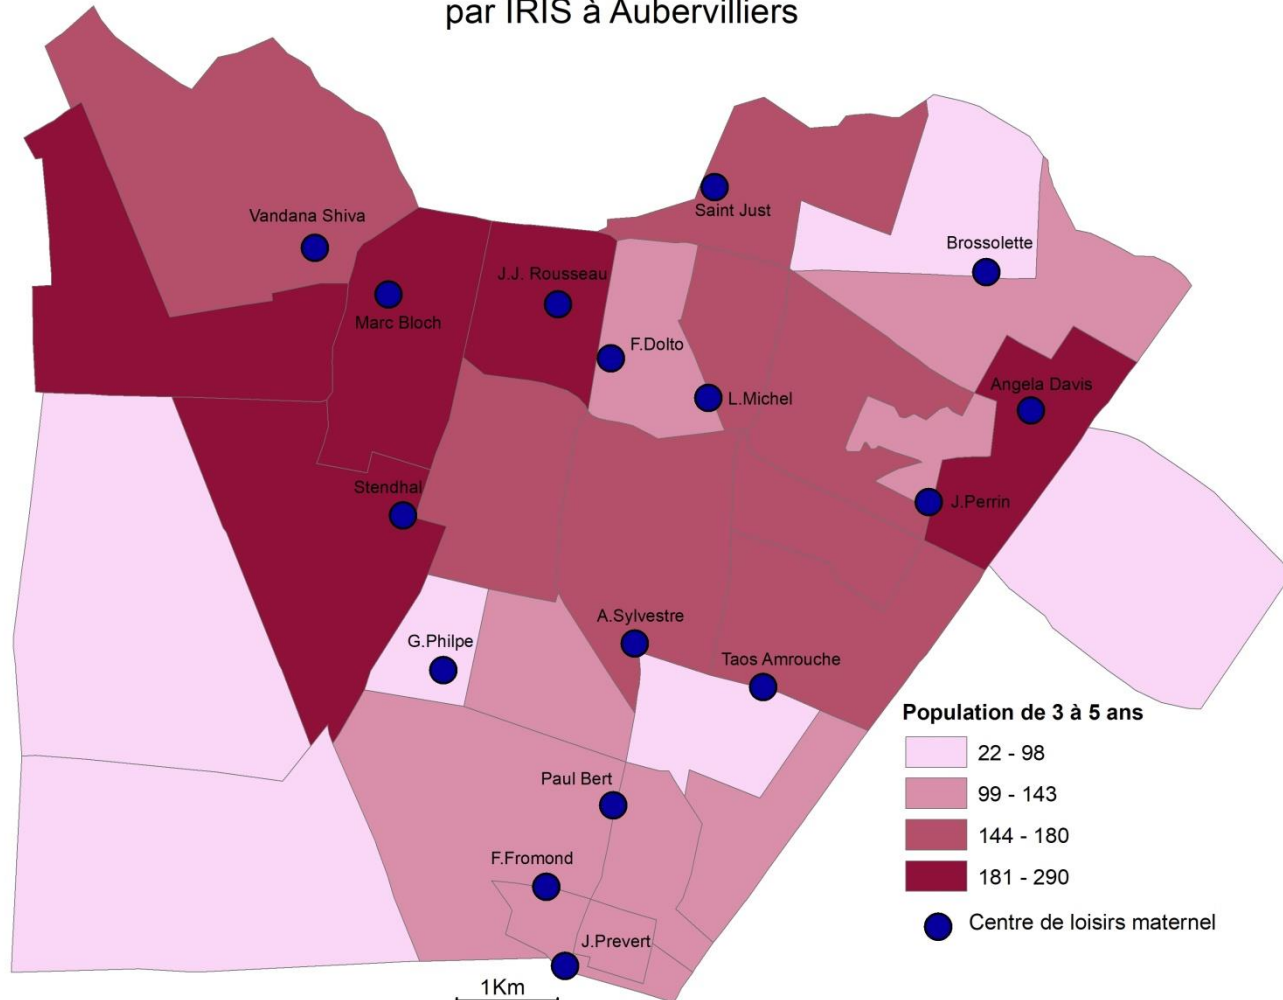 par IRIS à Aubervilliers
Vandana Shiva
Saint Just
Brossolette
J.J. Rousseau
Marc Bloch
F.Dolto
L.Michel
Angela Davis
Stendhal
J.Perrin
A.Sylvestre
G.Philpe
Taos Amrouche
Paul Bert
F.Fromond
J.Prevert
1Km
Population de 3 à 5 ans
22 - 98
99 - 143
144 - 180
181 - 290
Centre de loisirs maternel